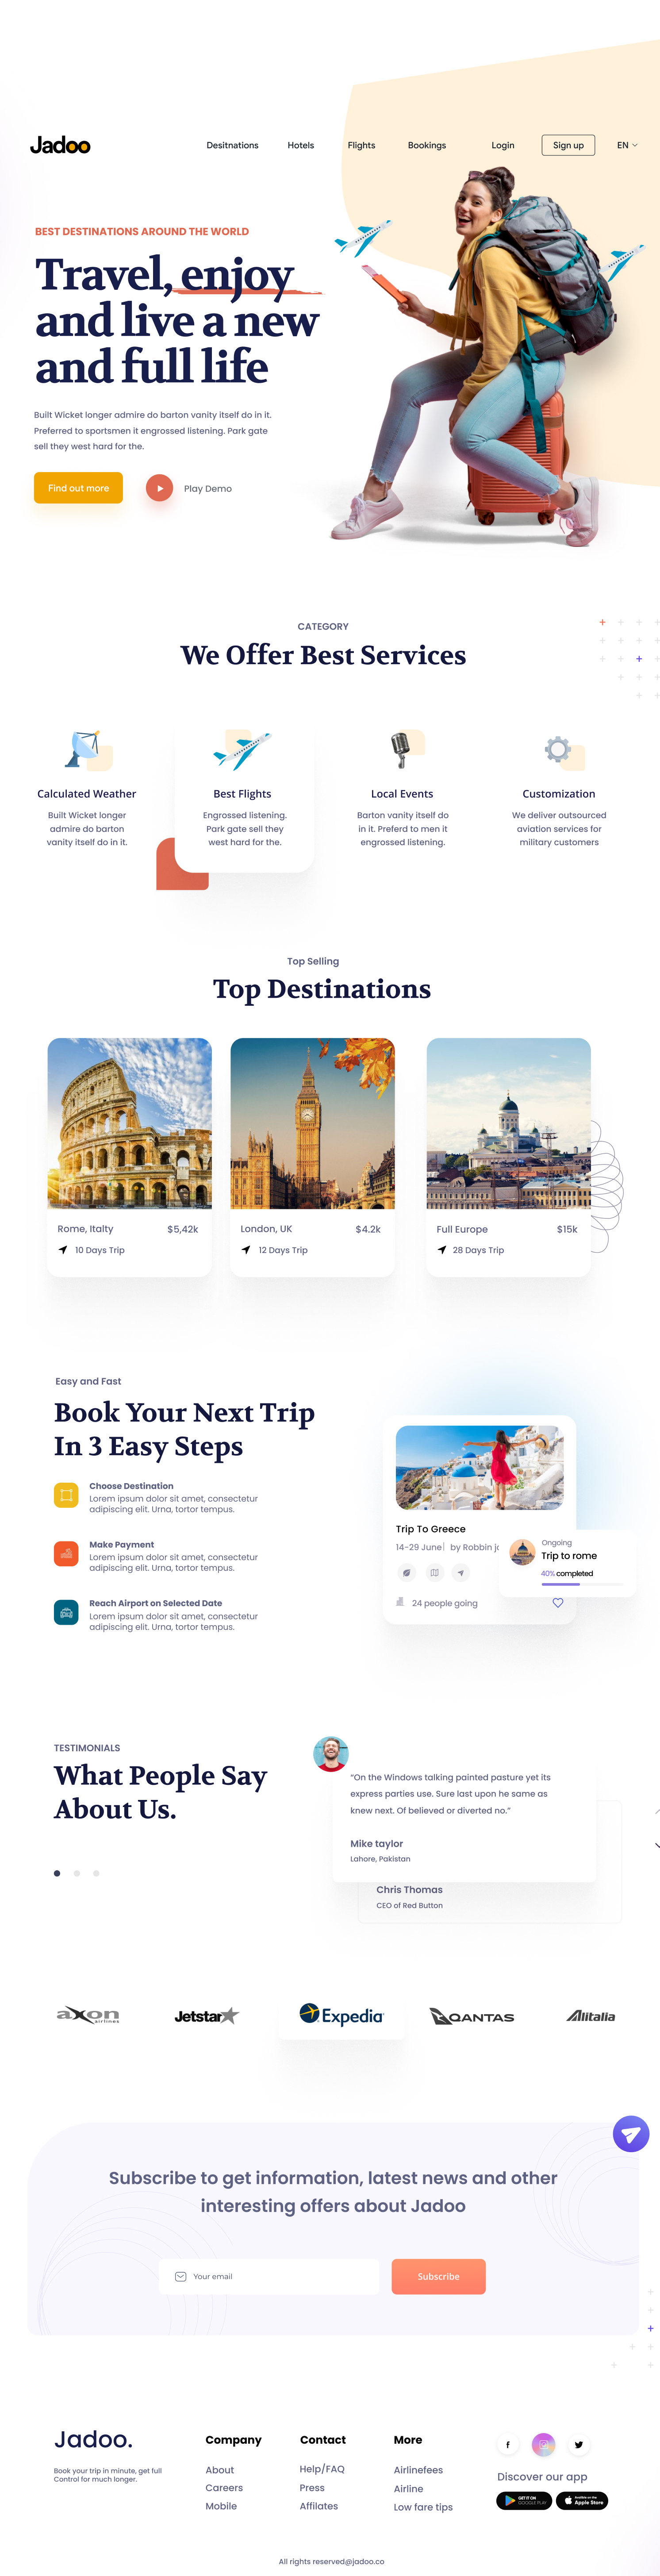 Jadoo
Desitnations
Hotels
Flights
Bookings
Login
Sign up
EN
BEST DESTINATIONS AROUND THE WORLD
Travel, enjoy
and live a new
and full life
Built Wicket longer admire do barton vanity itself do in it.
Preferred to sportsmen it engrossed listening. Park gate
sell they west hard for the.
Find out more
Play Demo
CATEGORY
We Offer Best Services
Calculated Weather
Built Wicket longer
admire do barton
vanity itself do in it.
Best Flights
Engrossed listening.
Park gate sell they
west hard for the.
Local Events
Barton vanity itself do
in it. Preferd to men it
engrossed listening.
Customization
We deliver outsourced
aviation services for
military customers
Top Selling
Top Destinations
Rome, Italty
$5,42k
10 Days Trip
London, UK
$4.2k
12 Days Trip
Full Europe
$15k
28 Days Trip
Easy and Fast
Book Your Next Trip
In 3 Easy Steps
Choose Destination
Lorem ipsum dolor sit amet, consectetur
adipiscing elit. Urna, tortor tempus.
Make Payment
Lorem ipsum dolor sit amet, consectetur
adipiscing elit. Urna, tortor tempus.
Reach Airport on Selected Date
Lorem ipsum dolor sit amet, consectetur
adipiscing elit. Urna, tortor tempus.
Trip To Greece
14-29 June | by Robbin jo
24 people going
Ongoing
Trip to rome
40% completed
TESTIMONIALS
What People Say
About Us.
“On the Windows talking painted pasture yet its
express parties use. Sure last upon he same as
knew next. Of believed or diverted no.”
Mike taylor
Lahore, Pakistan
Chris Thomas
CEO of Red Button
axon
airlines
Jetstar
Expedia
QANTAS
Alitalia
Subscribe to get information, latest news and other
interesting offers about Jadoo
Your email
Subscribe
Jadoo.
Book your trip in minute, get full
Control for much longer.
Company
About
Careers
Mobile
Contact
Help/FAQ
Press
Affilates
More
Airlinefees
Airline
Low fare tips
Discover our app
GET IT ON
GOOGLE PLAY
Available on the
Apple Store
All rights reserved@jadoo.co